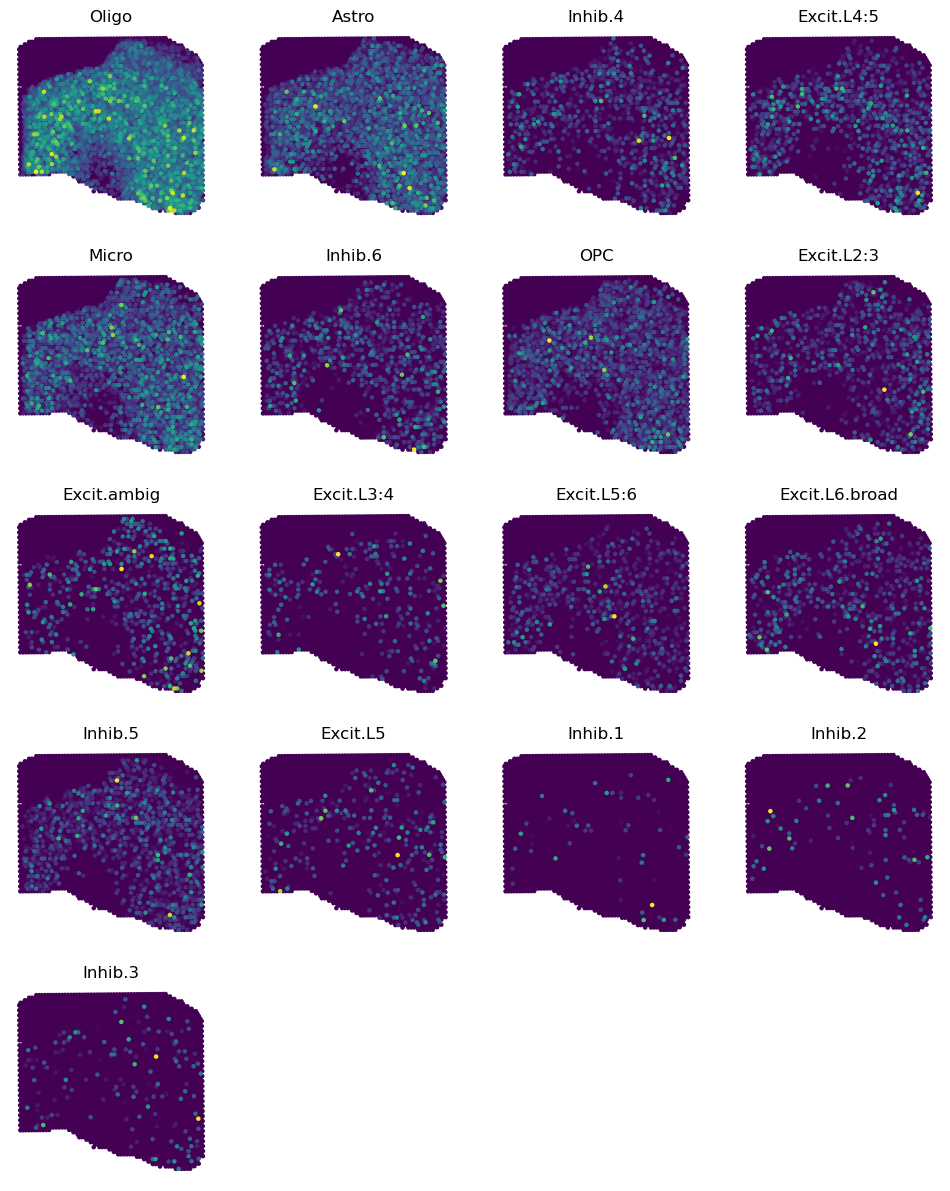 Oligo
Astro
Inhib.4
Excit.L4:5
Micro
Inhib.6
OPC
Excit.L2:3
Excit.ambig
Excit.L3:4
Excit.L5:6
Excit.L6.broad
Inhib.5
Excit.L5
Inhib.1
Inhib.2
Inhib.3